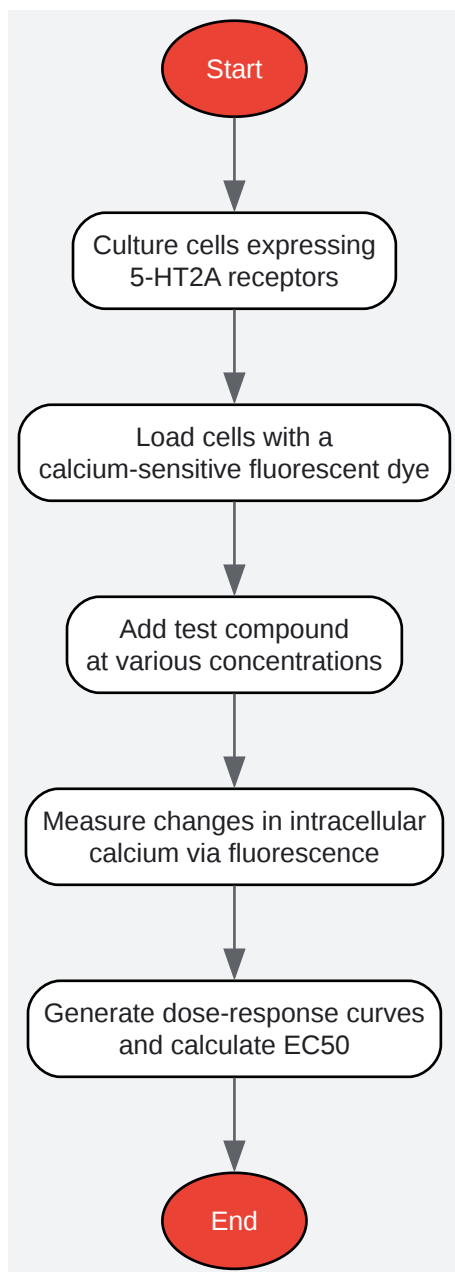 Start
Culture cells expressing
5-HT2A receptors
Load cells with a
calcium-sensitive fluorescent dye
Add test compound
at various concentrations
Measure changes in intracellular
calcium via fluorescence
Generate dose-response curves
and calculate EC50
End